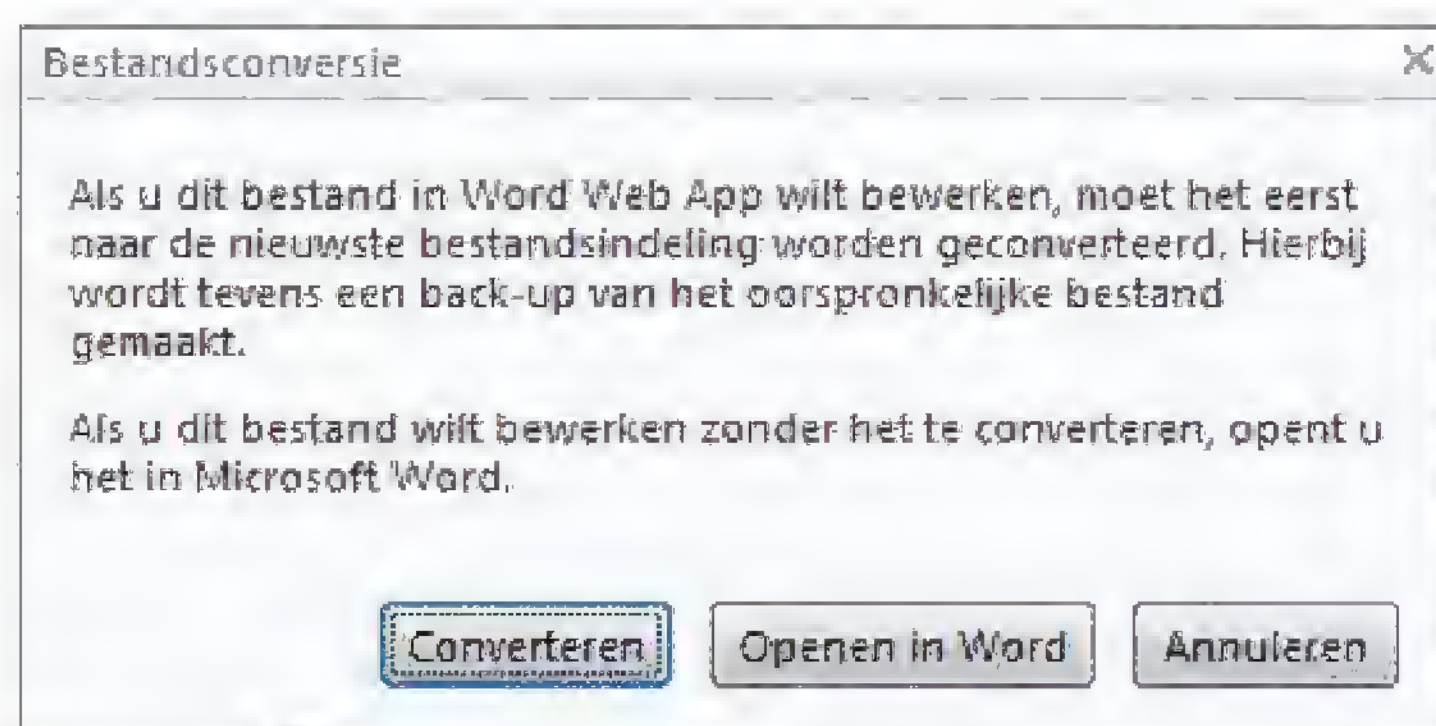 Bestandsconversie
Als u dit bestand in Word Web App wilt bewerken, moet het eerst
naar de nieuwste bestandsindeling worden geconverteerd. Hierbij
wordt tevens een back-up van het oorspronkelijke bestand
gemaakt.
Als u dit bestand wilt bewerken zonder het te converteren, opent u
het in Microsoft Word.
Converteren Openen in Word Annuleren